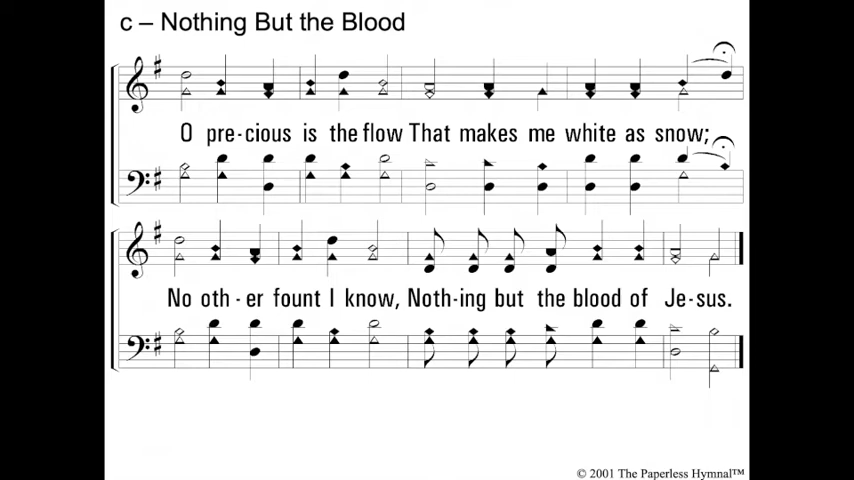 c – Nothing But the Blood
O pre-cious is the flow That makes me white as snow;
No oth-er fount I know, Noth-ing but the blood of Je-sus.
© 2001 The Paperless Hymnal™